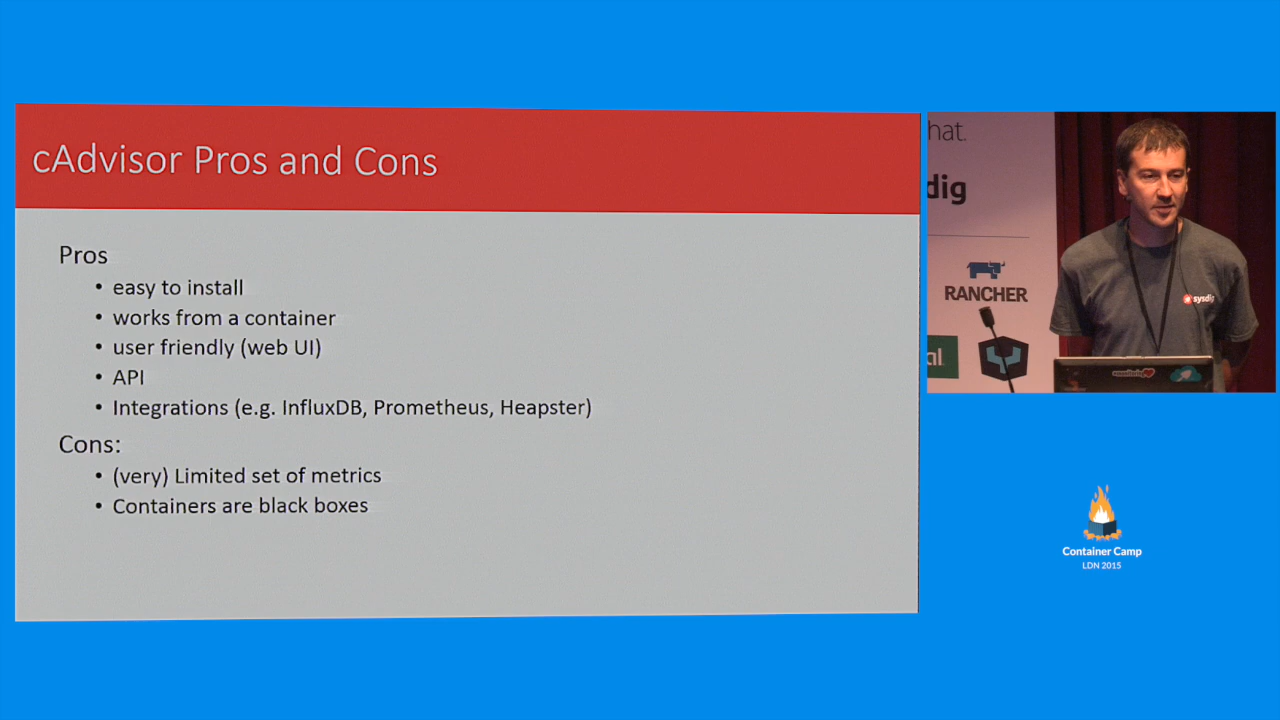 cAdvisor Pros and Cons
Pros
• easy to install
• works from a container
• user friendly (web UI)
• API
• Integrations (e.g. InfluxDB, Prometheus, Heapster)
Cons:
• (very) Limited set of metrics
• Containers are black boxes
hat.
dig
RANCHER
al
sysdig
Container Camp
LDN 2015